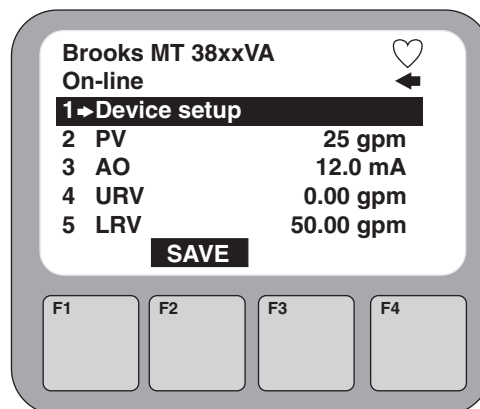 Brooks MT 38xxVA
On-line
1 Device setup
2 PV 25 gpm
3 AO 12.0 mA
4 URV 0.00 gpm
5 LRV 50.00 gpm
SAVE
F1 F2 F3 F4